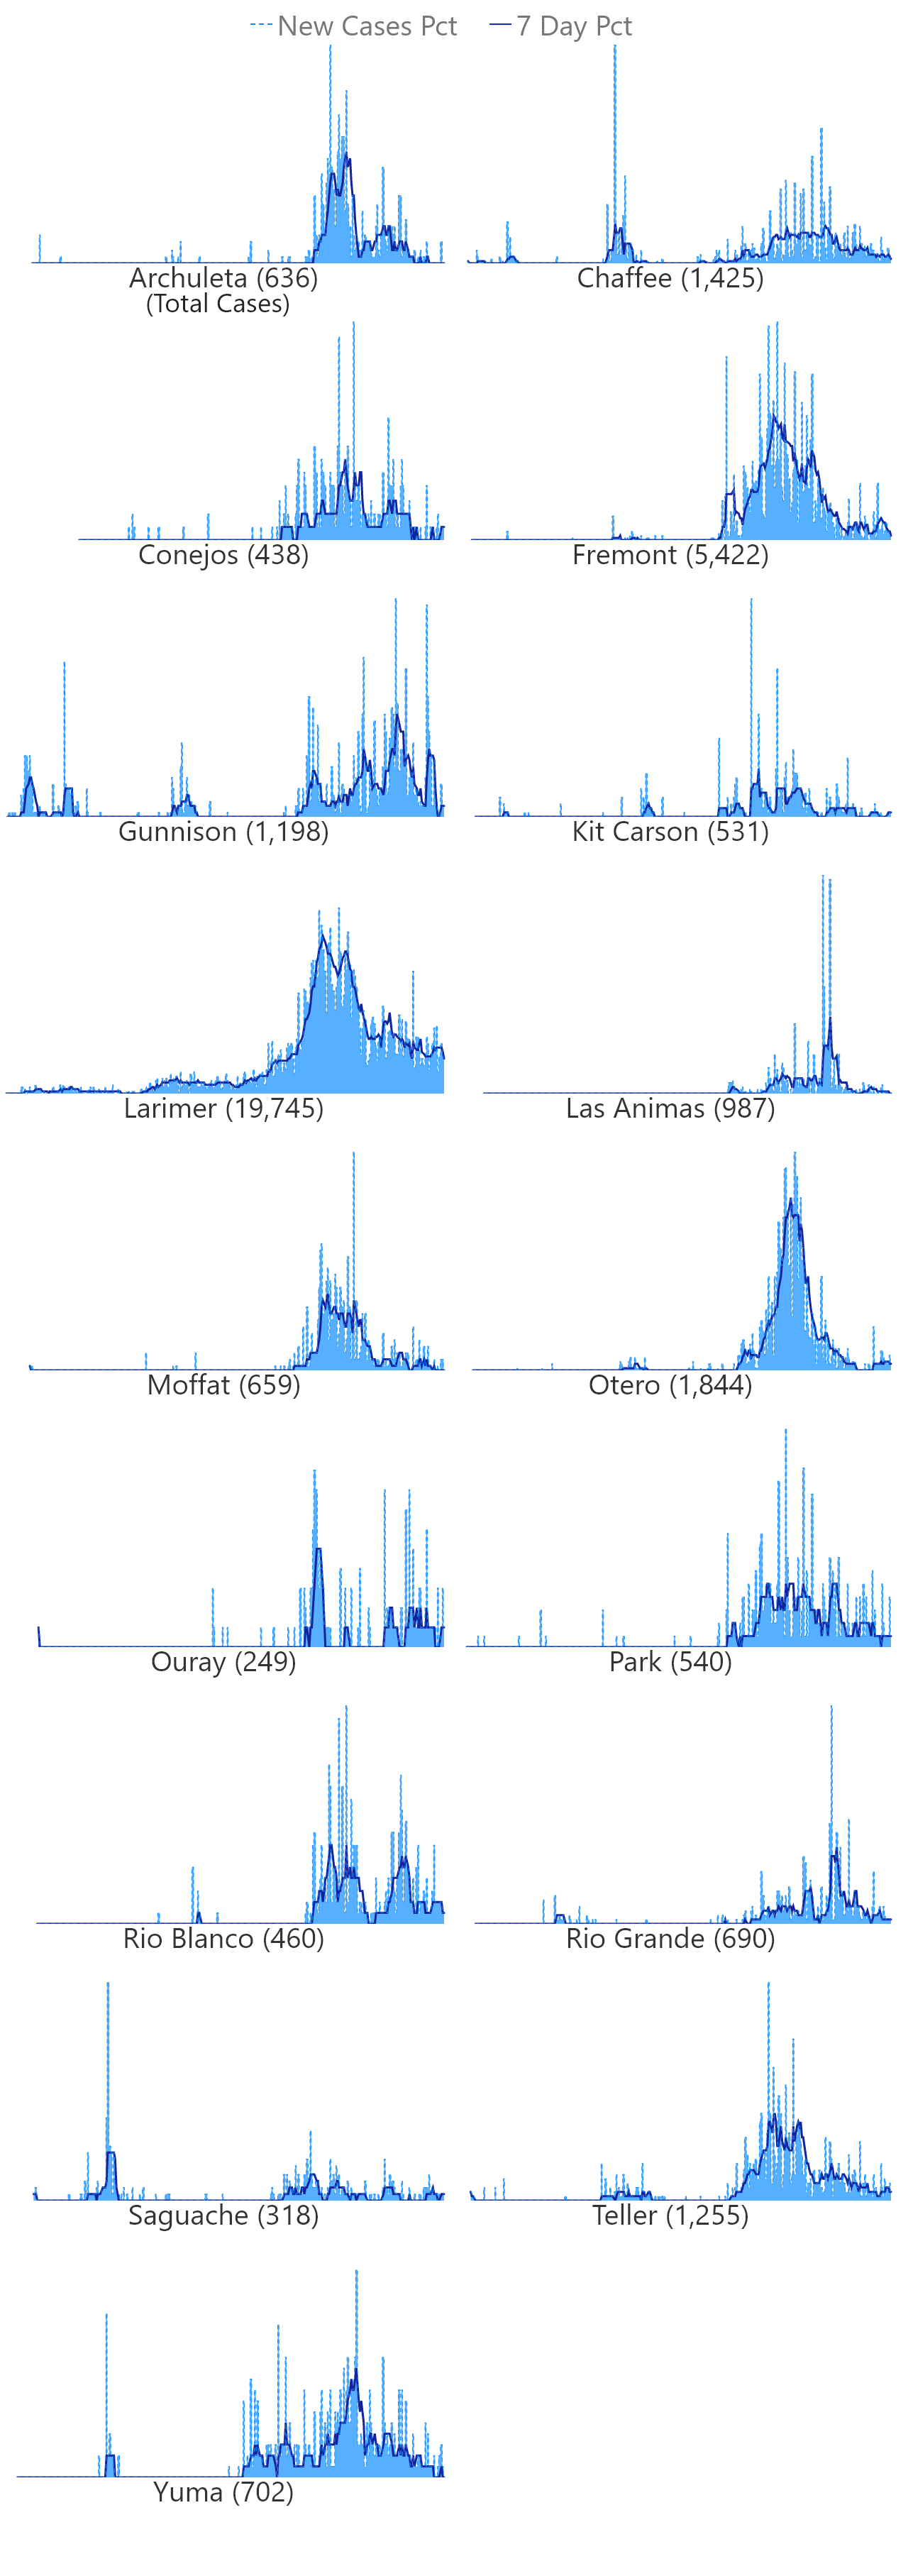 New Cases Pct 7 Day Pct
Archuleta (636)
(Total Cases)
Chaffee (1,425)
Conejos (438)
Fremont (5,422)
Gunnison (1,198)
Kit Carson (531)
Larimer (19,745)
Las Animas (987)
Moffat (659)
Otero (1,844)
Ouray (249)
Park (540)
Rio Blanco (460)
Rio Grande (690)
Saguache (318)
Teller (1,255)
Yuma (702)